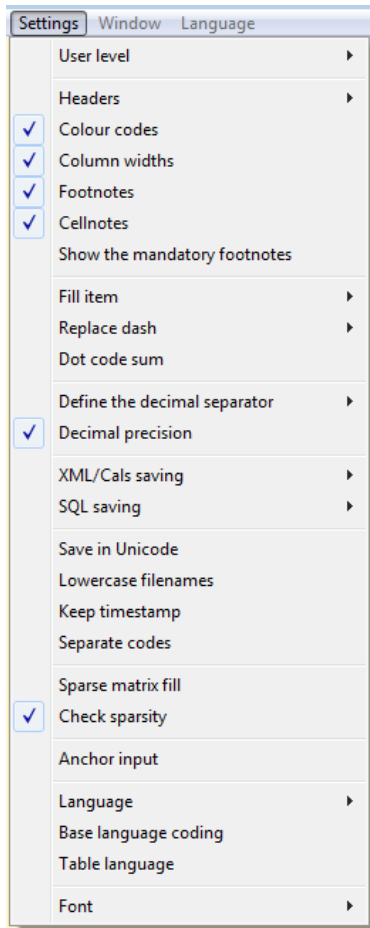 Settings Window Language
User level
Headers
Colour codes
Column widths
Footnotes
Cellnotes
Show the mandatory footnotes
Fill item
Replace dash
Dot code sum
Define the decimal separator
Decimal precision
XML/Cals saving
SQL saving
Save in Unicode
Lowercase filenames
Keep timestamp
Separate codes
Sparse matrix fill
Check sparsity
Anchor input
Language
Base language coding
Table language
Font